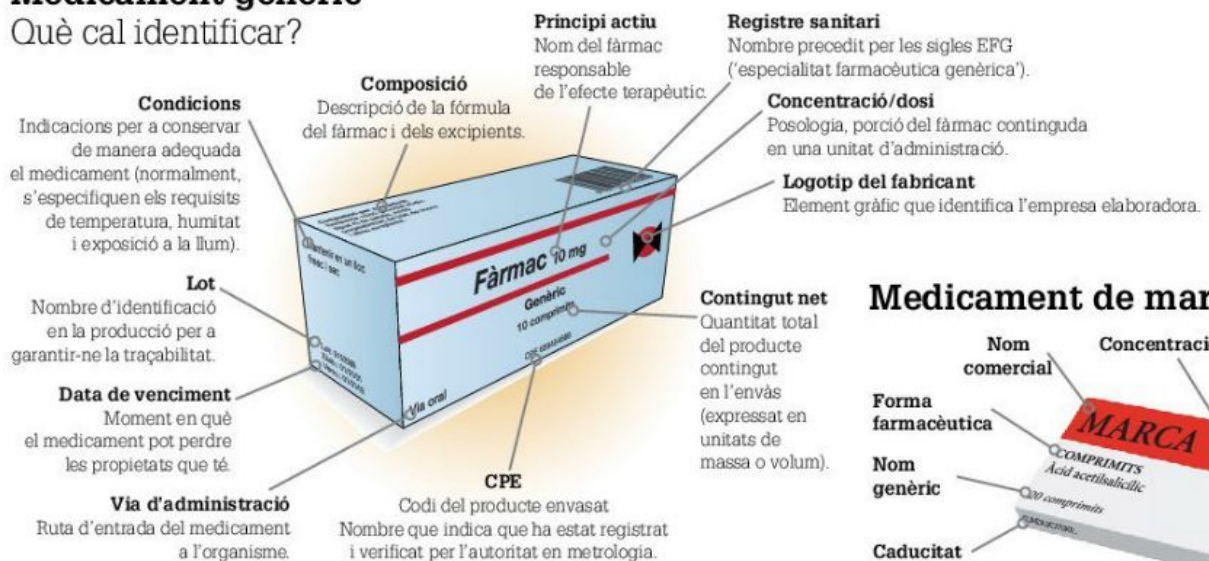 Medicament genèric
Què cal identificar?
Principi actiu
Nom del fàrmac
responsable
de l'efecte terapèutic.
Registre sanitari
Nombre precedit per les sigles EFG
('especialitat farmacèutica genèrica').
Composició
Descripció de la fórmula
del fàrmac i dels excipients.
Concentració/dosi
Posologia, porció del fàrmac continguda
en una unitat d'administració.
Condicions
Indicacions per a conservar
de manera adequada
el medicament (normalment,
s'especifiquen els requisits
de temperatura, humitat
i exposició a la llum).
Logotip del fabricant
Element gràfic que identifica l'empresa elaboradora.
Lot
Nombre d'identificació
en la producció per a
garantir-ne la traçabilitat.
Data de venciment
Moment en què
el medicament pot perdre
les propietats que té.
Via d'administració
Ruta d'entrada del medicament
a l'organisme.
en un lloc
Fàrmac 10 mg
Genèric
10 comprimits
Via oral
CPE
Codi del producte envasat
Nombre que indica que ha estat registrat
i verificat per l'autoritat en metrologia.
Contingut net
Quantitat total
del producte
contingut
en l'envàs
(expressat en
unitats de
massa o volum).
Medicament de mar
Nom
comercial
Concentraci
Forma
farmacèutica
Nom
genèric
Caducitat
MARCA
COMPRIMITS
Àcid acetilsalicílic
20 comprimits